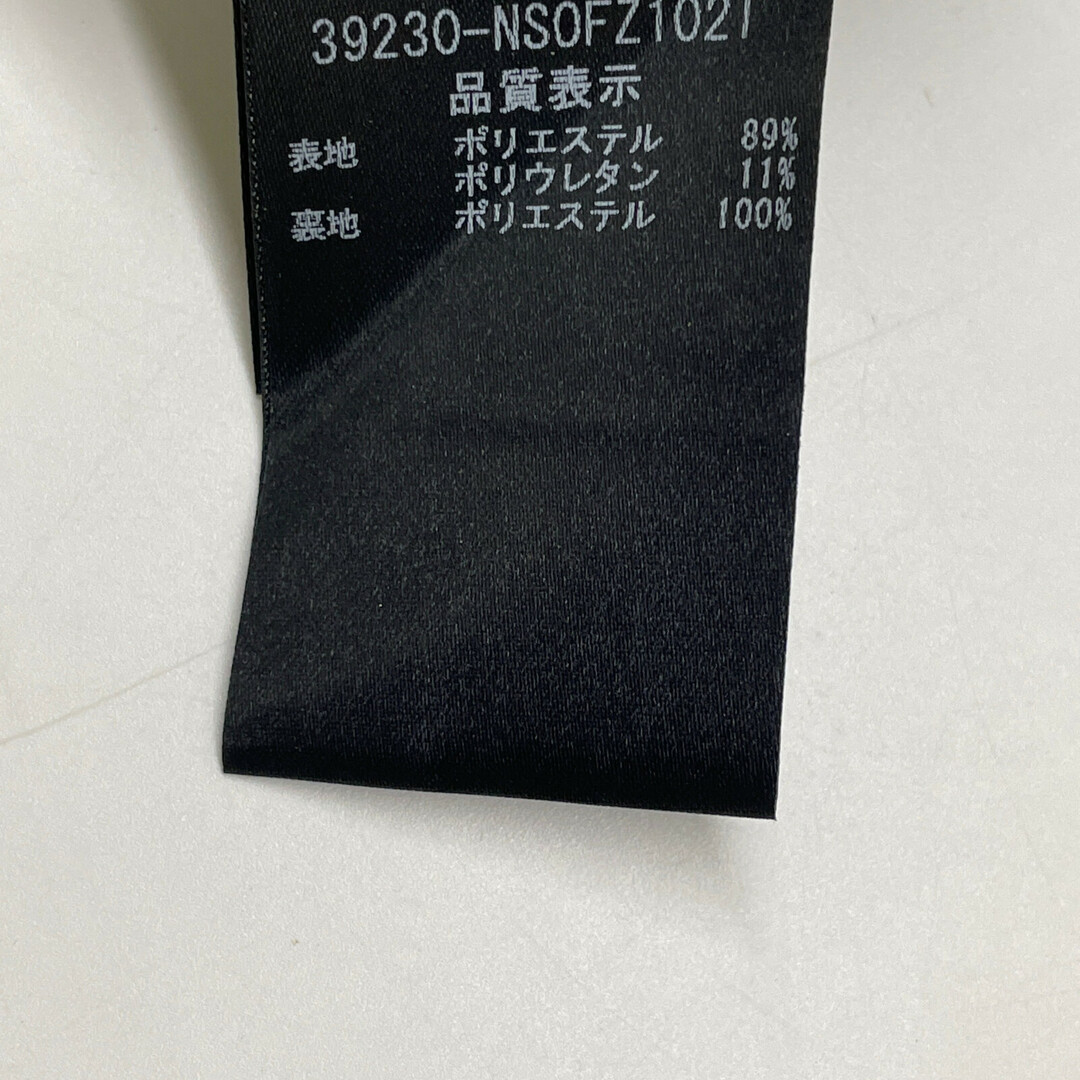 39230-NSOFZ1021
品質表示
表地 ポリエステル 89%
ポリウレタン 11%
裏地 ポリエステル 100%